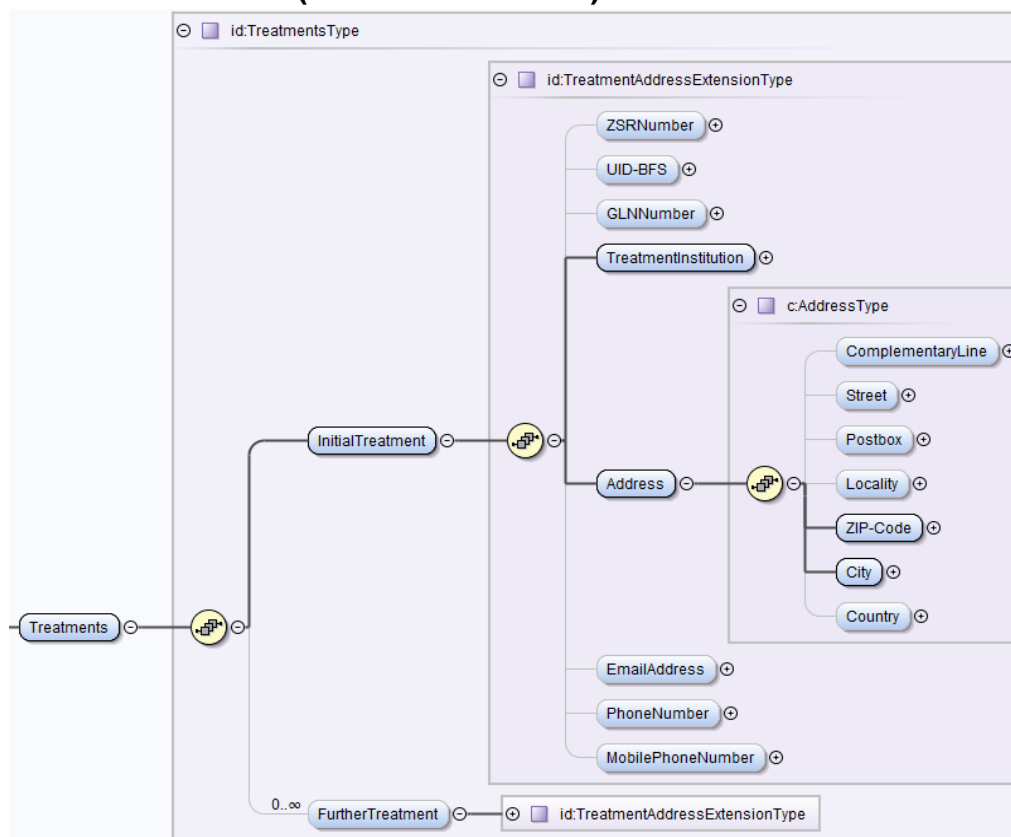 id:TreatmentsType
id:TreatmentAddressExtensionType
ZSRNumber
UID-BFS
GLNNumber
TreatmentInstitution
c:AddressType
ComplementaryLine
Street
InitialTreatment
Postbox
Address
Locality
ZIP-Code
City
Country
Treatments
EmailAddress
PhoneNumber
MobilePhoneNumber
0..∞
FurtherTreatment
id:TreatmentAddressExtensionType